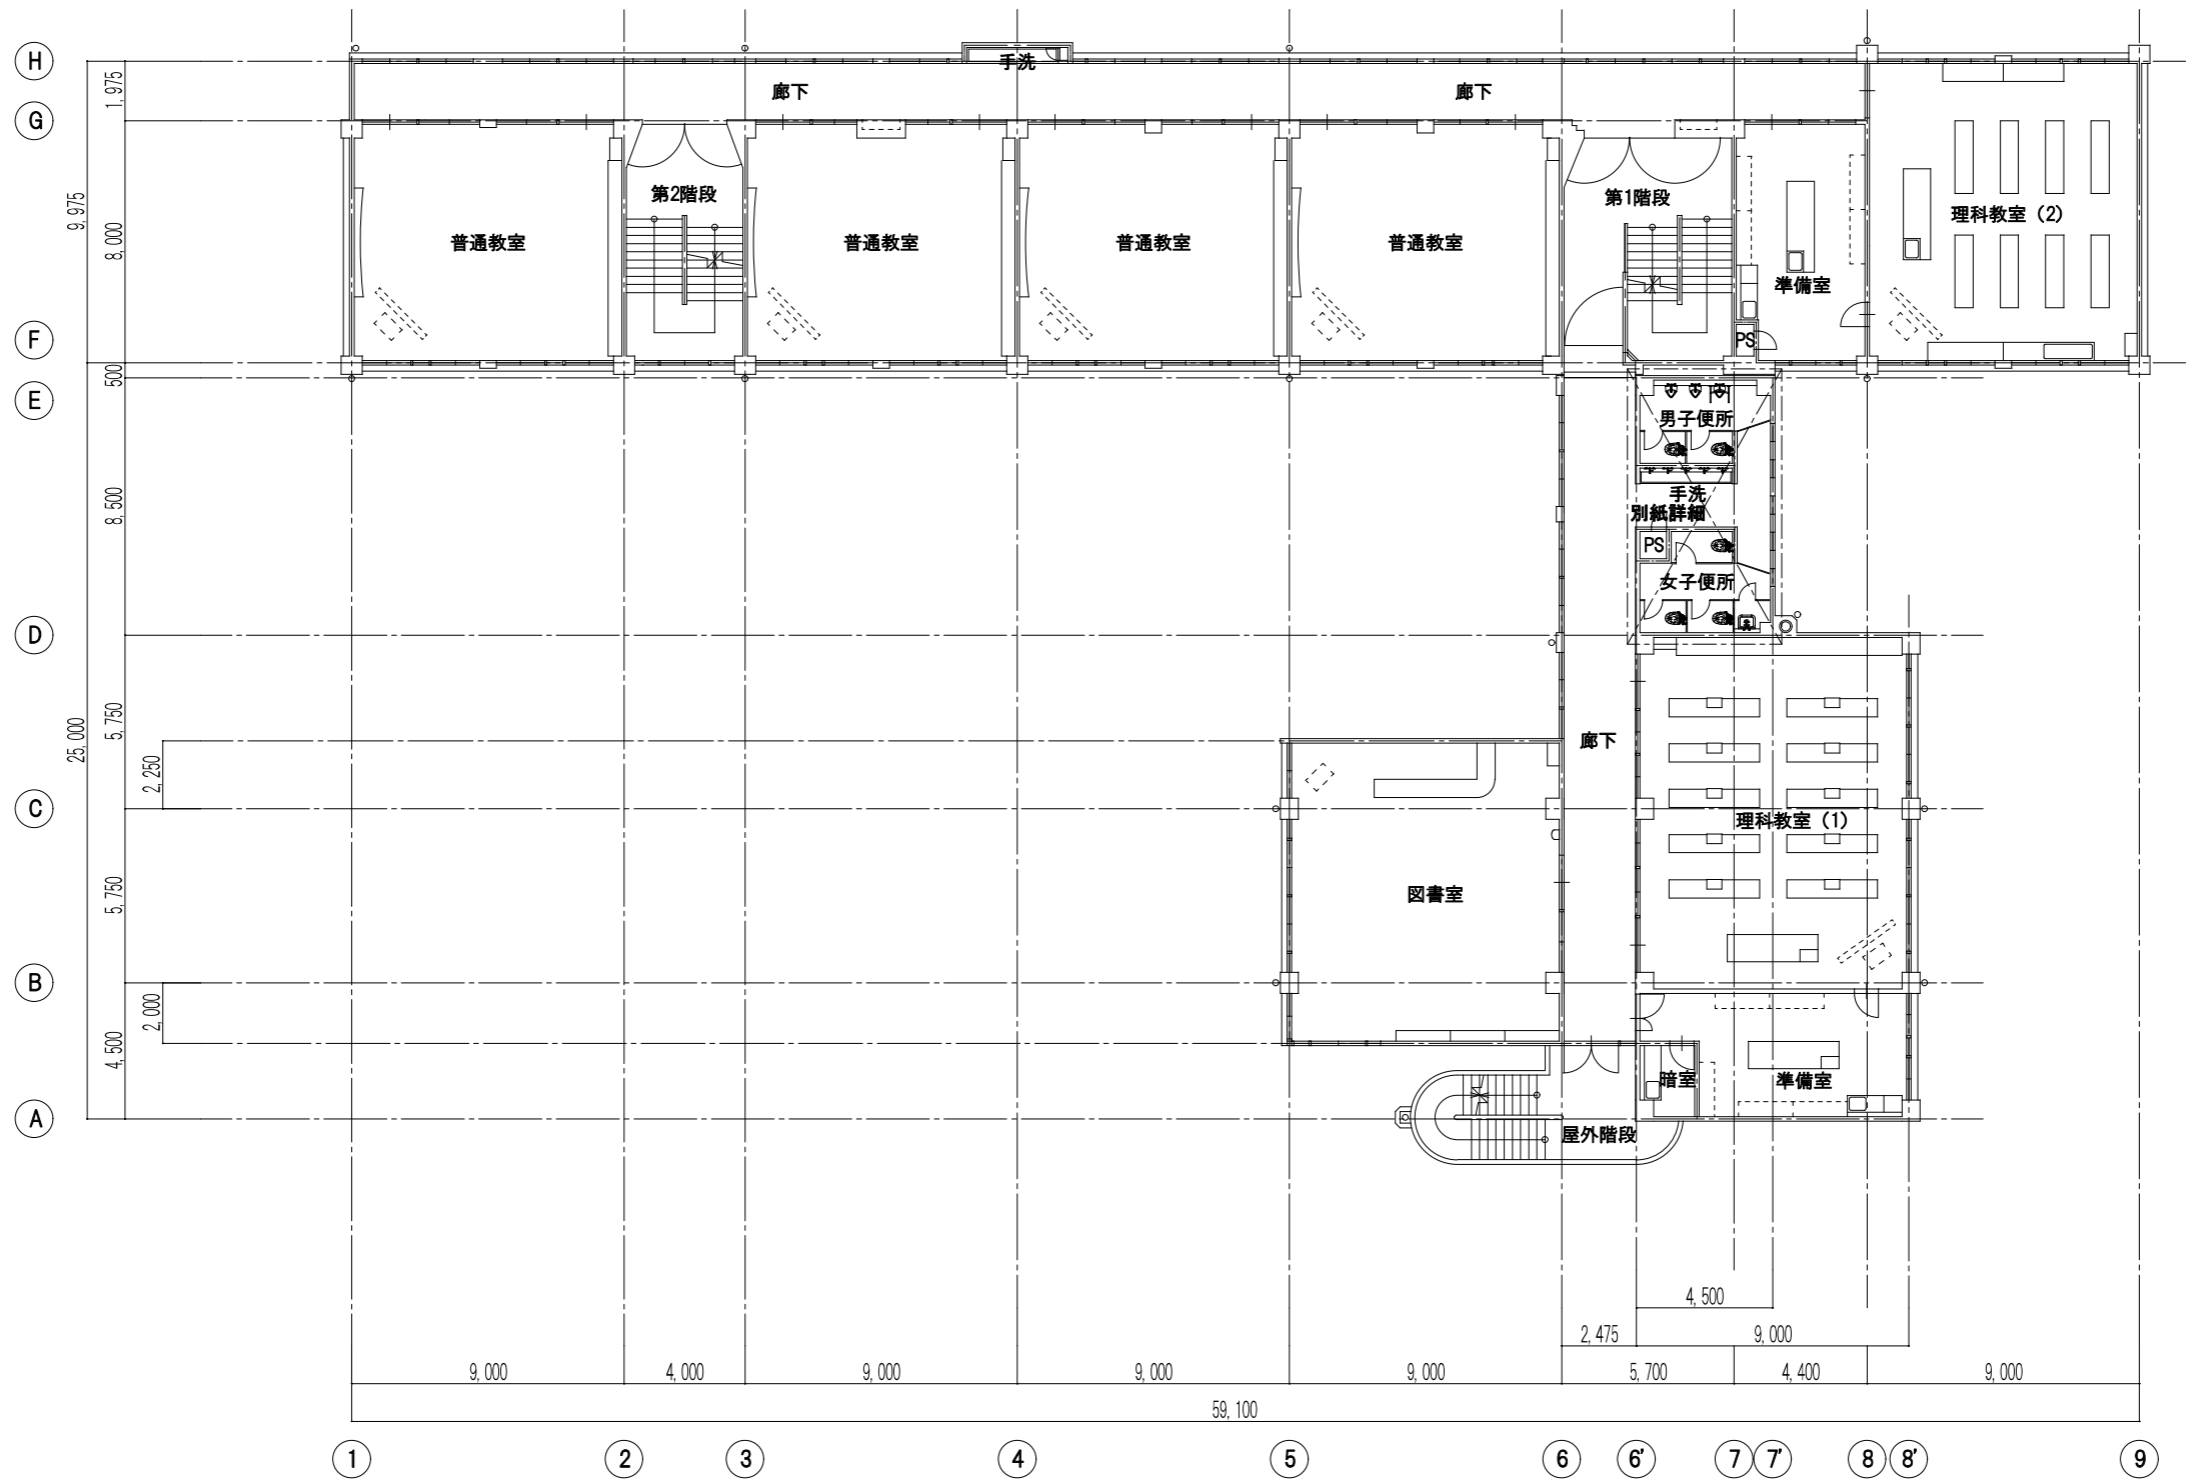 H
手洗
廊下
廊下
1,975
G
9,975
8,000
第2階段
第1階段
理科教室（2）
普通教室
普通教室
普通教室
普通教室
準備室
F
PS
500
E
男子便所
8,500
手洗
別紙詳細
PS
女子便所
D
25,000
5,750
2,250
廊下
C
理科教室（1）
5,750
図書室
B
2,000
4,500
暗室
準備室
A
屋外階段
4,500
2,475
9,000
9,000
4,000
9,000
9,000
9,000
5,700
4,400
9,000
59,100
1
2
3
4
5
6
6'
7
7'
8
8'
9